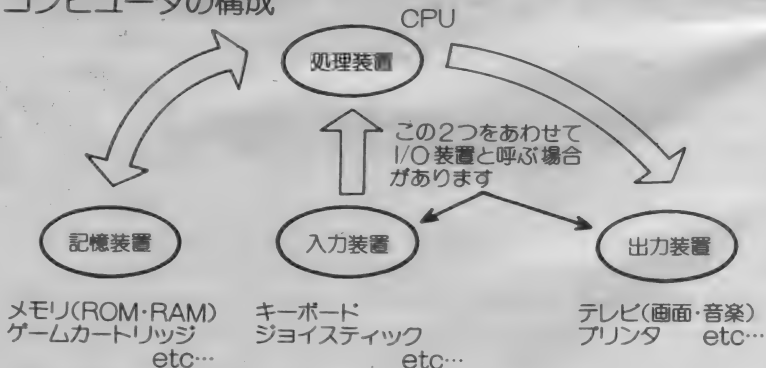 コンピュータの構成
CPU
処理装置
この2つをあわせて
I/O装置と呼ぶ場合
があります
記憶装置
入力装置
出力装置
メモリ(ROM・RAM)
ゲームカートリッジ
etc…
キーボード
ジョイスティック
etc…
テレビ(画面・音楽)
プリンタ etc…